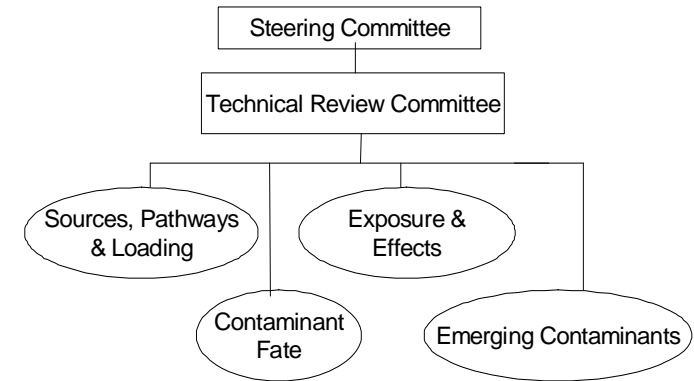 Steering Committee
Technical Review Committee
Sources, Pathways
& Loading
Exposure &
Effects
Contaminant
Fate
Emerging Contaminants